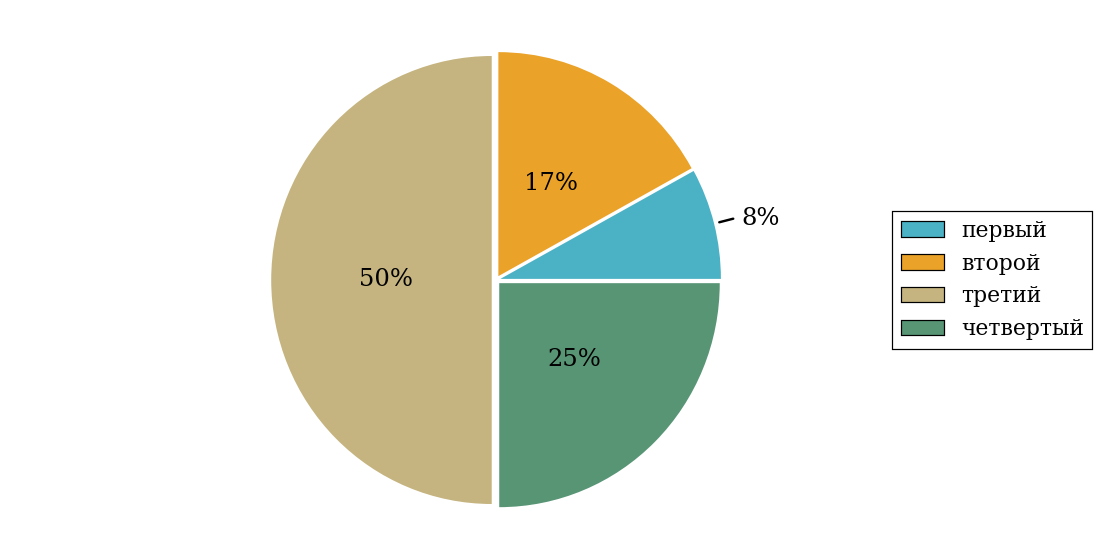 17%
8%
50%
25%
первый
второй
третий
четвертый